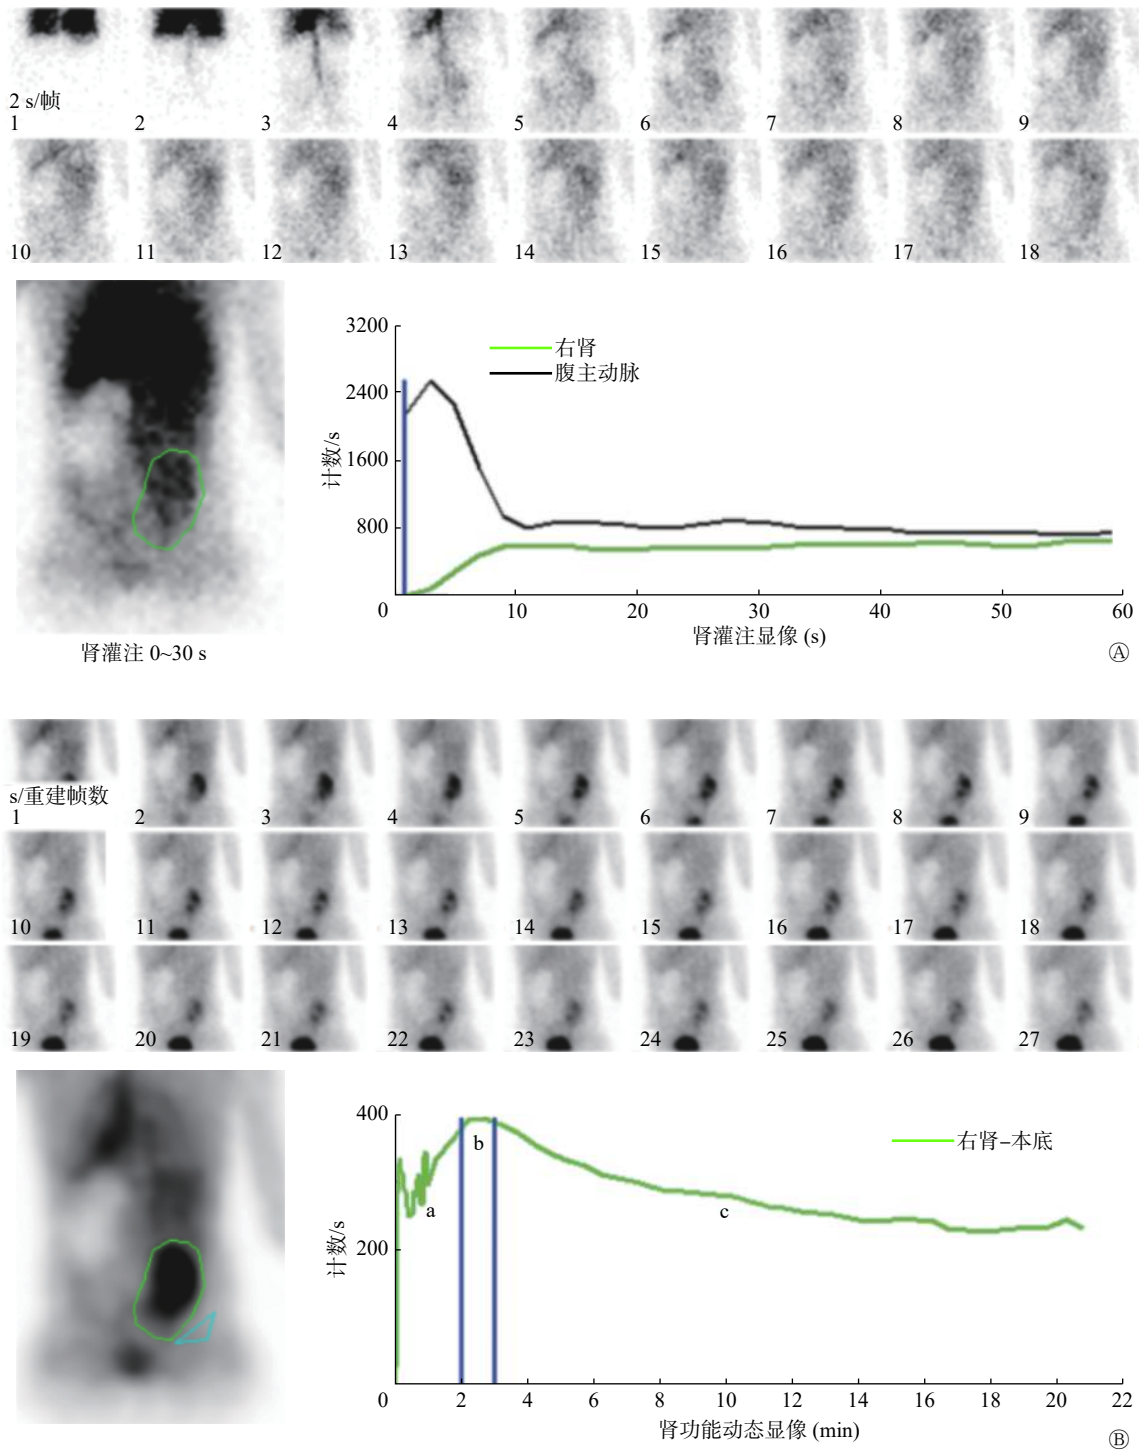 2 s/帧
1 2 3 4 5 6 7 8 9
10 11 12 13 14 15 16 17 18
肾灌注 0~30 s
3200
2400
1600
800
0
10 20 30 40 50 60
计数/s
右肾
腹主动脉
肾灌注显像 (s)
Ⓐ
s/重建帧数
1 2 3 4 5 6 7 8 9
10 11 12 13 14 15 16 17 18
19 20 21 22 23 24 25 26 27
400
200
0
2 4 6 8 10 12 14 16 18 20 22
计数/s
a
b
c
右肾–本底
肾功能动态显像 (min)
Ⓑ